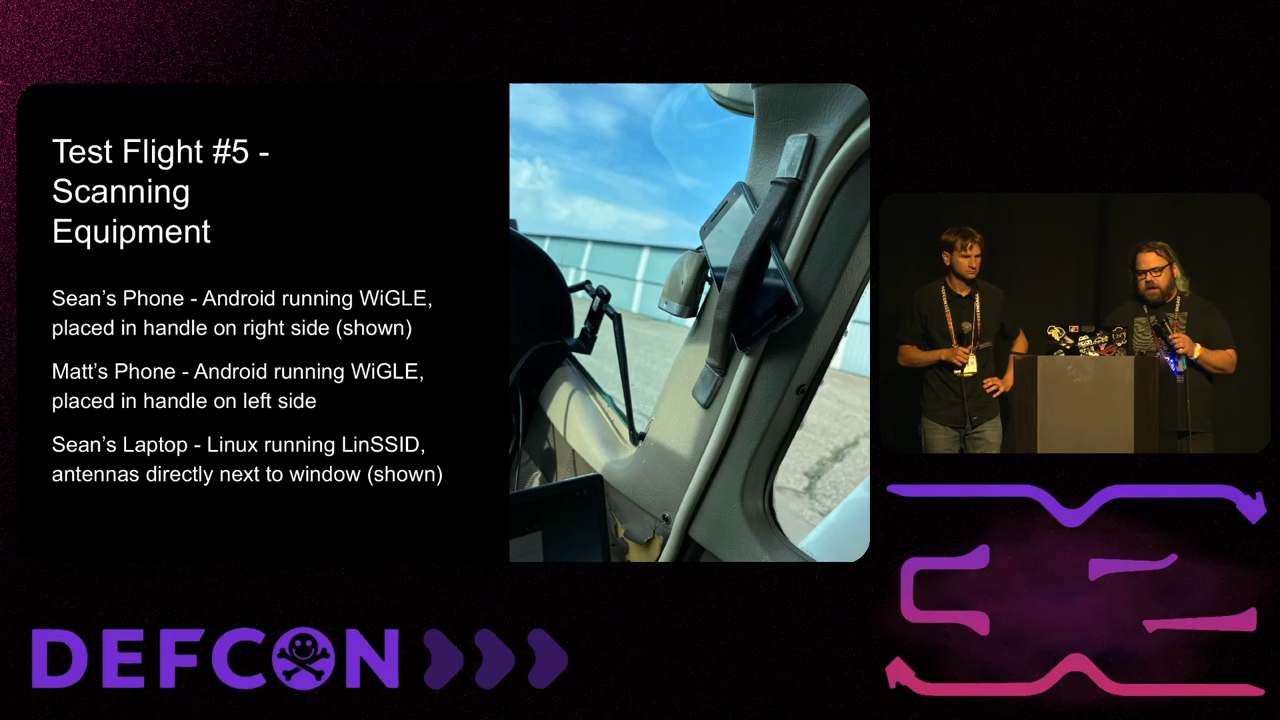 Test Flight #5 -
Scanning
Equipment
Sean’s Phone - Android running WiGLE,
placed in handle on right side (shown)
Matt’s Phone - Android running WiGLE,
placed in handle on left side
Sean’s Laptop - Linux running LinSSID,
antennas directly next to window (shown)
DEFCON